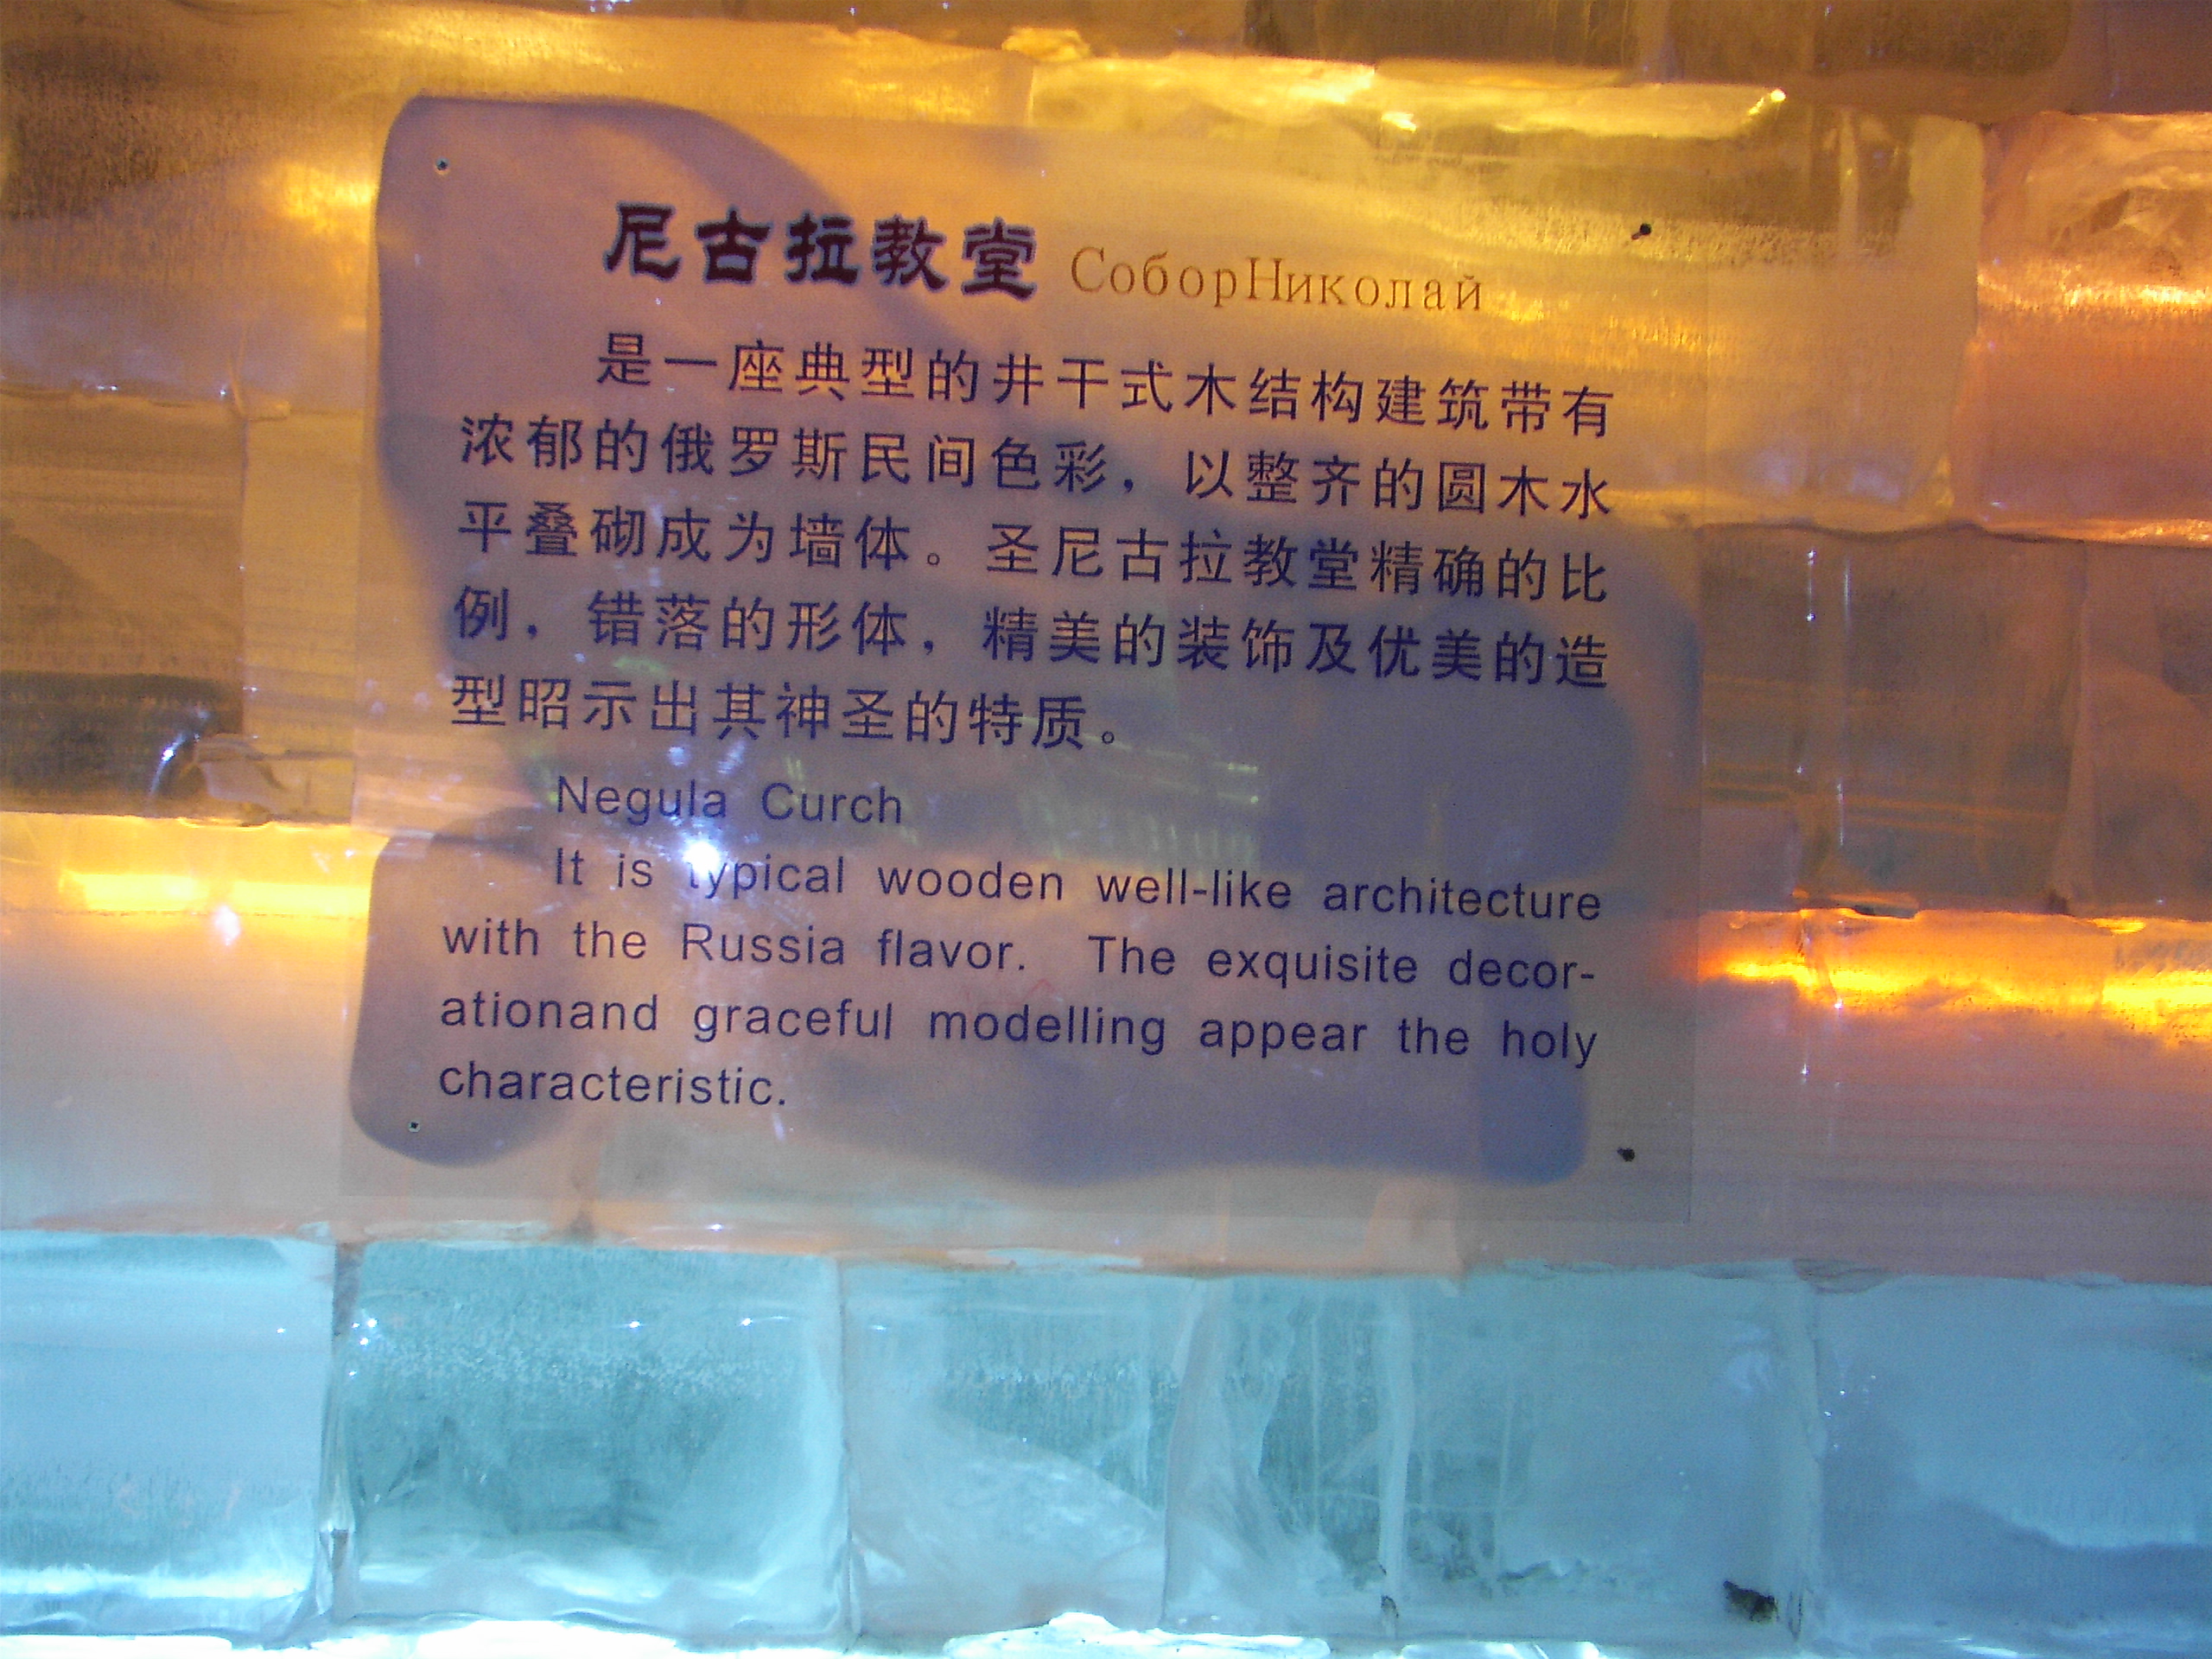 尼古拉教堂 СоборНиколай
是一座典型的井干式木结构建筑带有
浓郁的俄罗斯民间色彩，以整齐的圆木水
平叠砌成为墙体。圣尼古拉教堂精确的比
例，错落的形体，精美的装饰及优美的造
型昭示出其神圣的特质。
Negula Curch
It is typical wooden well-like architecture
with the Russia flavor. The exquisite decor-
ationand graceful modelling appear the holy
characteristic.